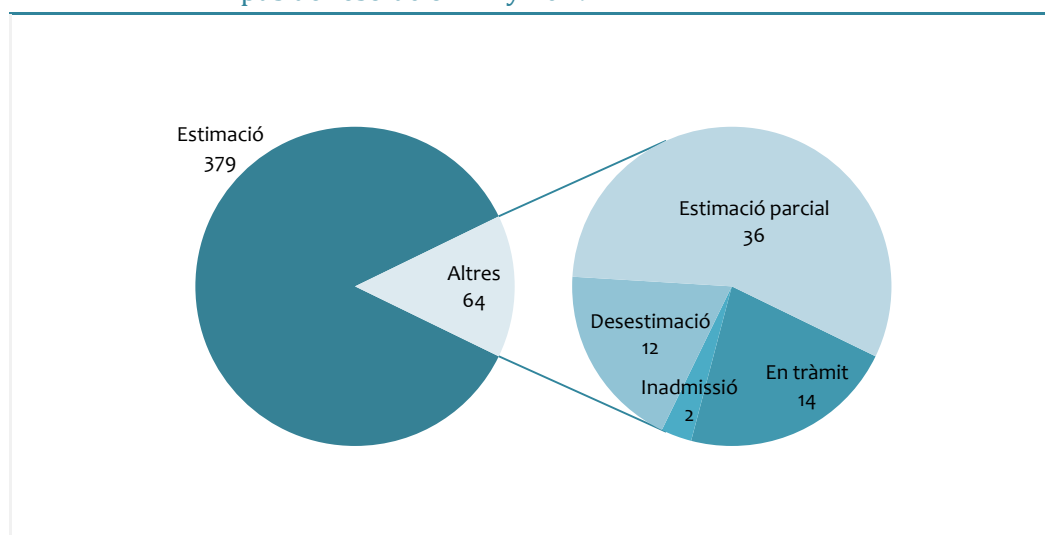 Estimació
379
Altres
64
Estimació parcial
36
Desestimació
12
Inadmissió
2
En tràmit
14